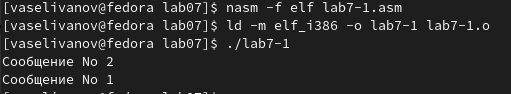 [vaselivanov@fedora lab07]$ nasm -f elf lab7-1.asm
[vaselivanov@fedora lab07]$ ld -m elf_i386 -o lab7-1 lab7-1.o
[vaselivanov@fedora lab07]$ ./lab7-1
Сообщение No 2
Сообщение No 1